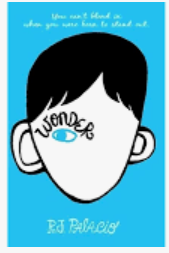 You can't blend in
when you were born to stand out.
WONDER
R.J. PALACIO